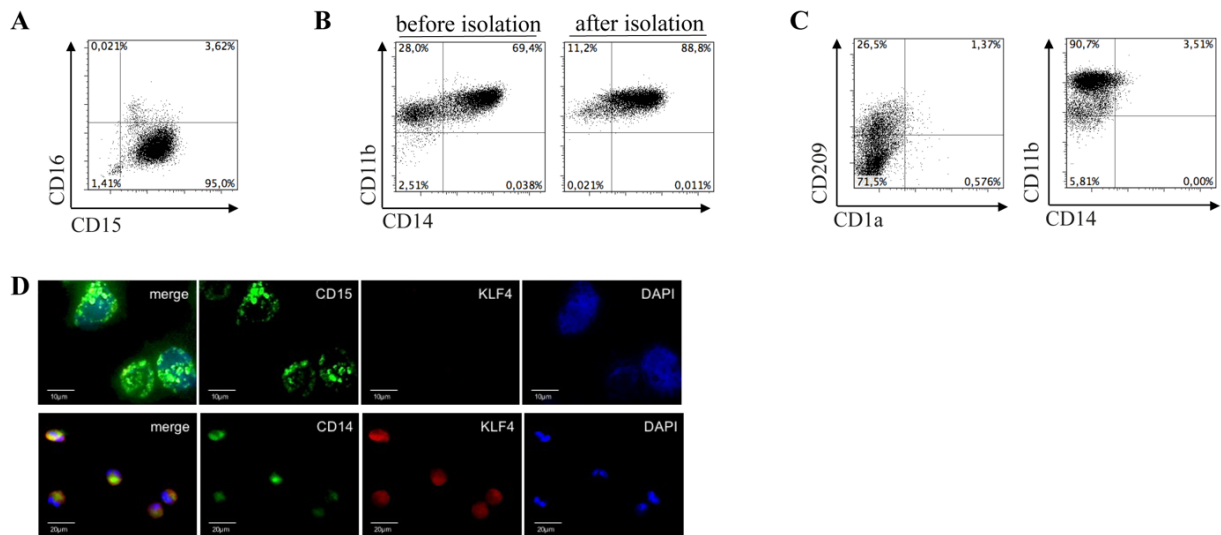 A
0,021% 3,62%
CD16
1,41% 95,0%
CD15
B
before isolation after isolation
28,0% 69,4% 11,2% 88,8%
CD11b
2,51% 0,038% 0,021% 0,011%
CD14
C
26,5% 1,37%
CD209
71,5% 0,576%
CD1a
90,7% 3,51%
CD11b
5,81% 0,00%
CD14
D
merge CD15 KLF4 DAPI
10µm 10µm 10µm 10µm
merge CD14 KLF4 DAPI
20µm 20µm 20µm 20µm